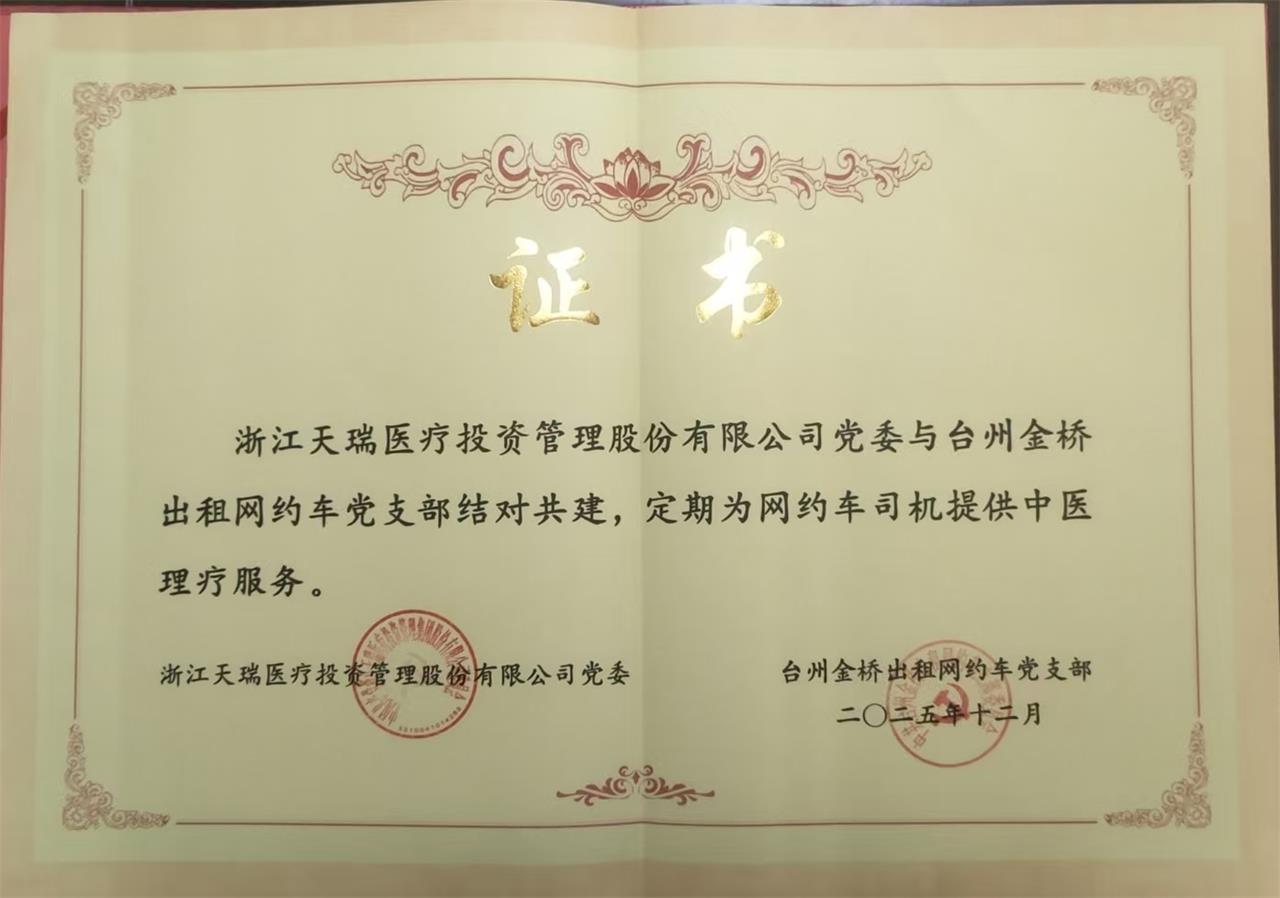 证书
浙江天瑞医疗投资管理股份有限公司党委与台州金桥
出租网约车党支部结对共建，定期为网约车司机提供中医
理疗服务。
浙江天瑞医疗投资管理股份有限公司党委
台州金桥出租网约车党支部
二〇二五年十二月